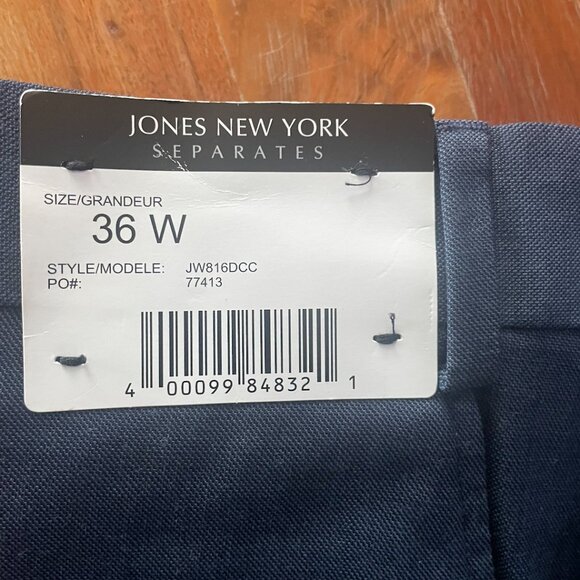 JONES NEW YORK
SEPARATES
SIZE/GRANDEUR
36 W
STYLE/MODELE: JW816DCC
PO#: 77413
4 00099 84832 1